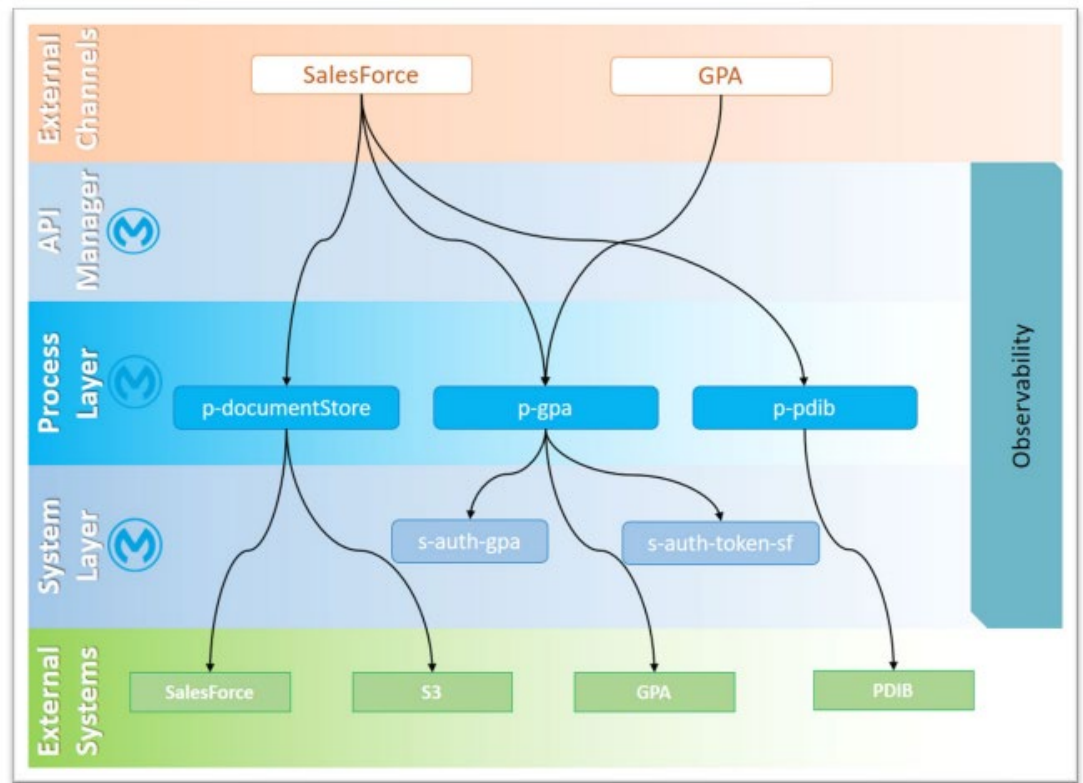 External
Channels
SalesForce
GPA
API
Manager
Process
Layer
p-documentStore
p-gpa
p-pdib
Observability
System
Layer
s-auth-gpa
s-auth-token-sf
External
Systems
SalesForce
S3
GPA
PDIB